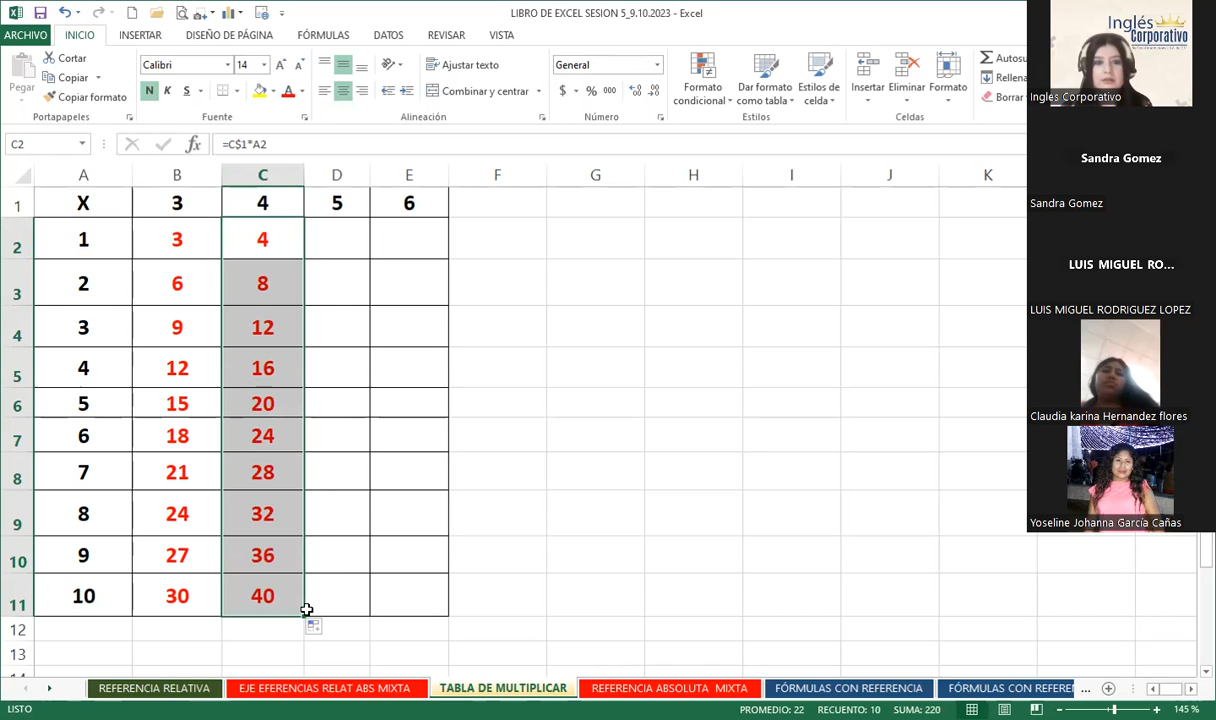 LIBRO DE EXCEL SESION 5_9.10.2023 - Excel
ARCHIVO INICIO INSERTAR DISEÑO DE PÁGINA FÓRMULAS DATOS REVISAR VISTA
Pegar
Cortar
Copiar
Copiar formato
Portapapeles
Calibri 14
N K S
Fuente
Ajustar texto
Combinar y centrar
Alineación
General
$ % 000
Número
Formato condicional
Dar formato como tabla
Estilos de celda
Estilos
Insertar Eliminar Formato
Celdas
Autosu
Rellena
Borrar
C2 fx =C$1*A2
A B C D E F G H I J K
1 X 3 4 5 6
2 1 3 4
3 2 6 8
4 3 9 12
5 4 12 16
6 5 15 20
7 6 18 24
8 7 21 28
9 8 24 32
10 9 27 36
11 10 30 40
12
13
REFERENCIA RELATIVA EJE EFERENCIAS RELAT ABS MIXTA TABLA DE MULTIPLICAR REFERENCIA ABSOLUTA MIXTA FÓRMULAS CON REFERENCIA FÓRMULAS CON REFEREN ...
LISTO PROMEDIO: 22 RECUENTO: 10 SUMA: 220 145 %
Inglés
Corporativo
Ingles Corporativo
Sandra Gomez
Sandra Gomez
LUIS MIGUEL RO...
LUIS MIGUEL RODRIGUEZ LOPEZ
Claudia karina Hernandez flores
Yoseline Johanna García Cañas